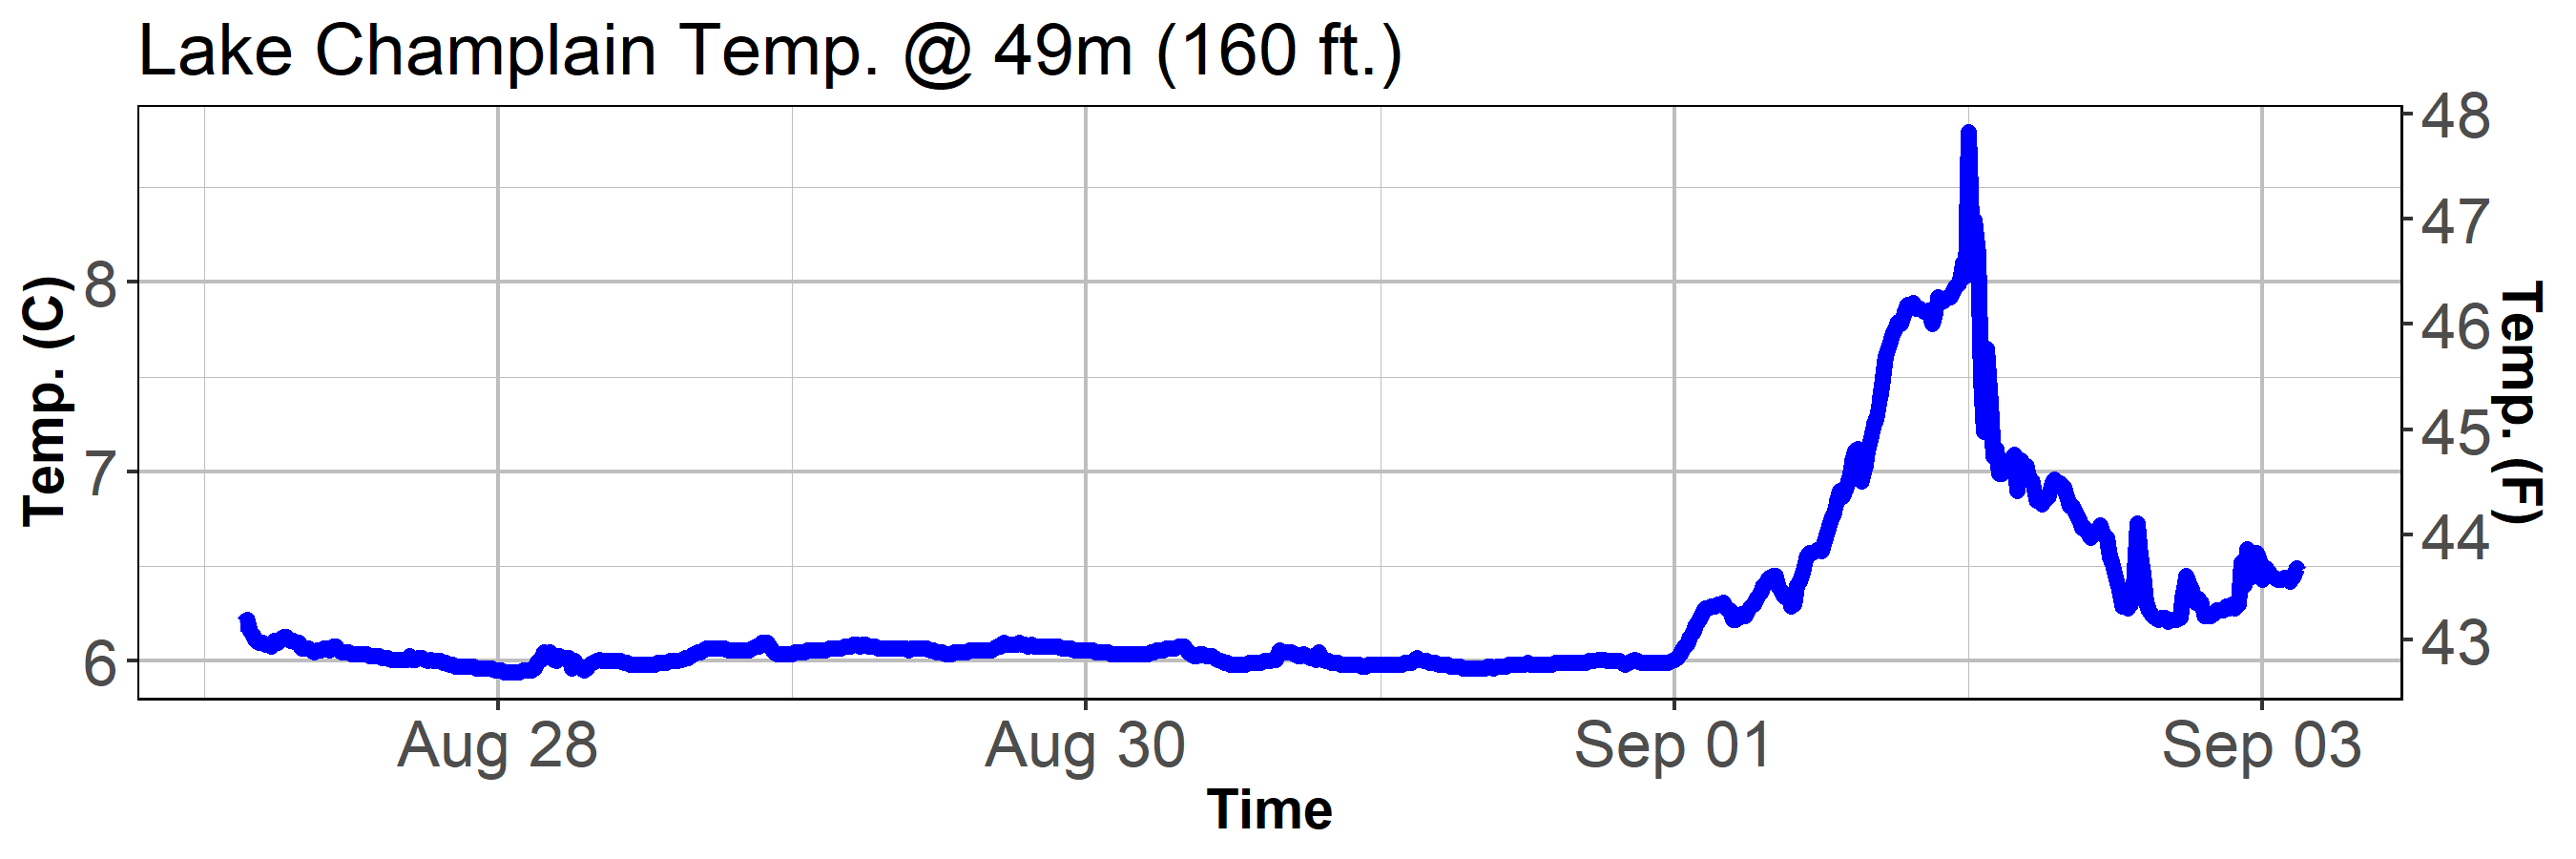 Lake Champlain Temp. @ 49m (160 ft.)
Temp. (C)
8
7
6
48
47
46
45
44
43
Temp. (F)
Aug 28
Aug 30
Sep 01
Sep 03
Time